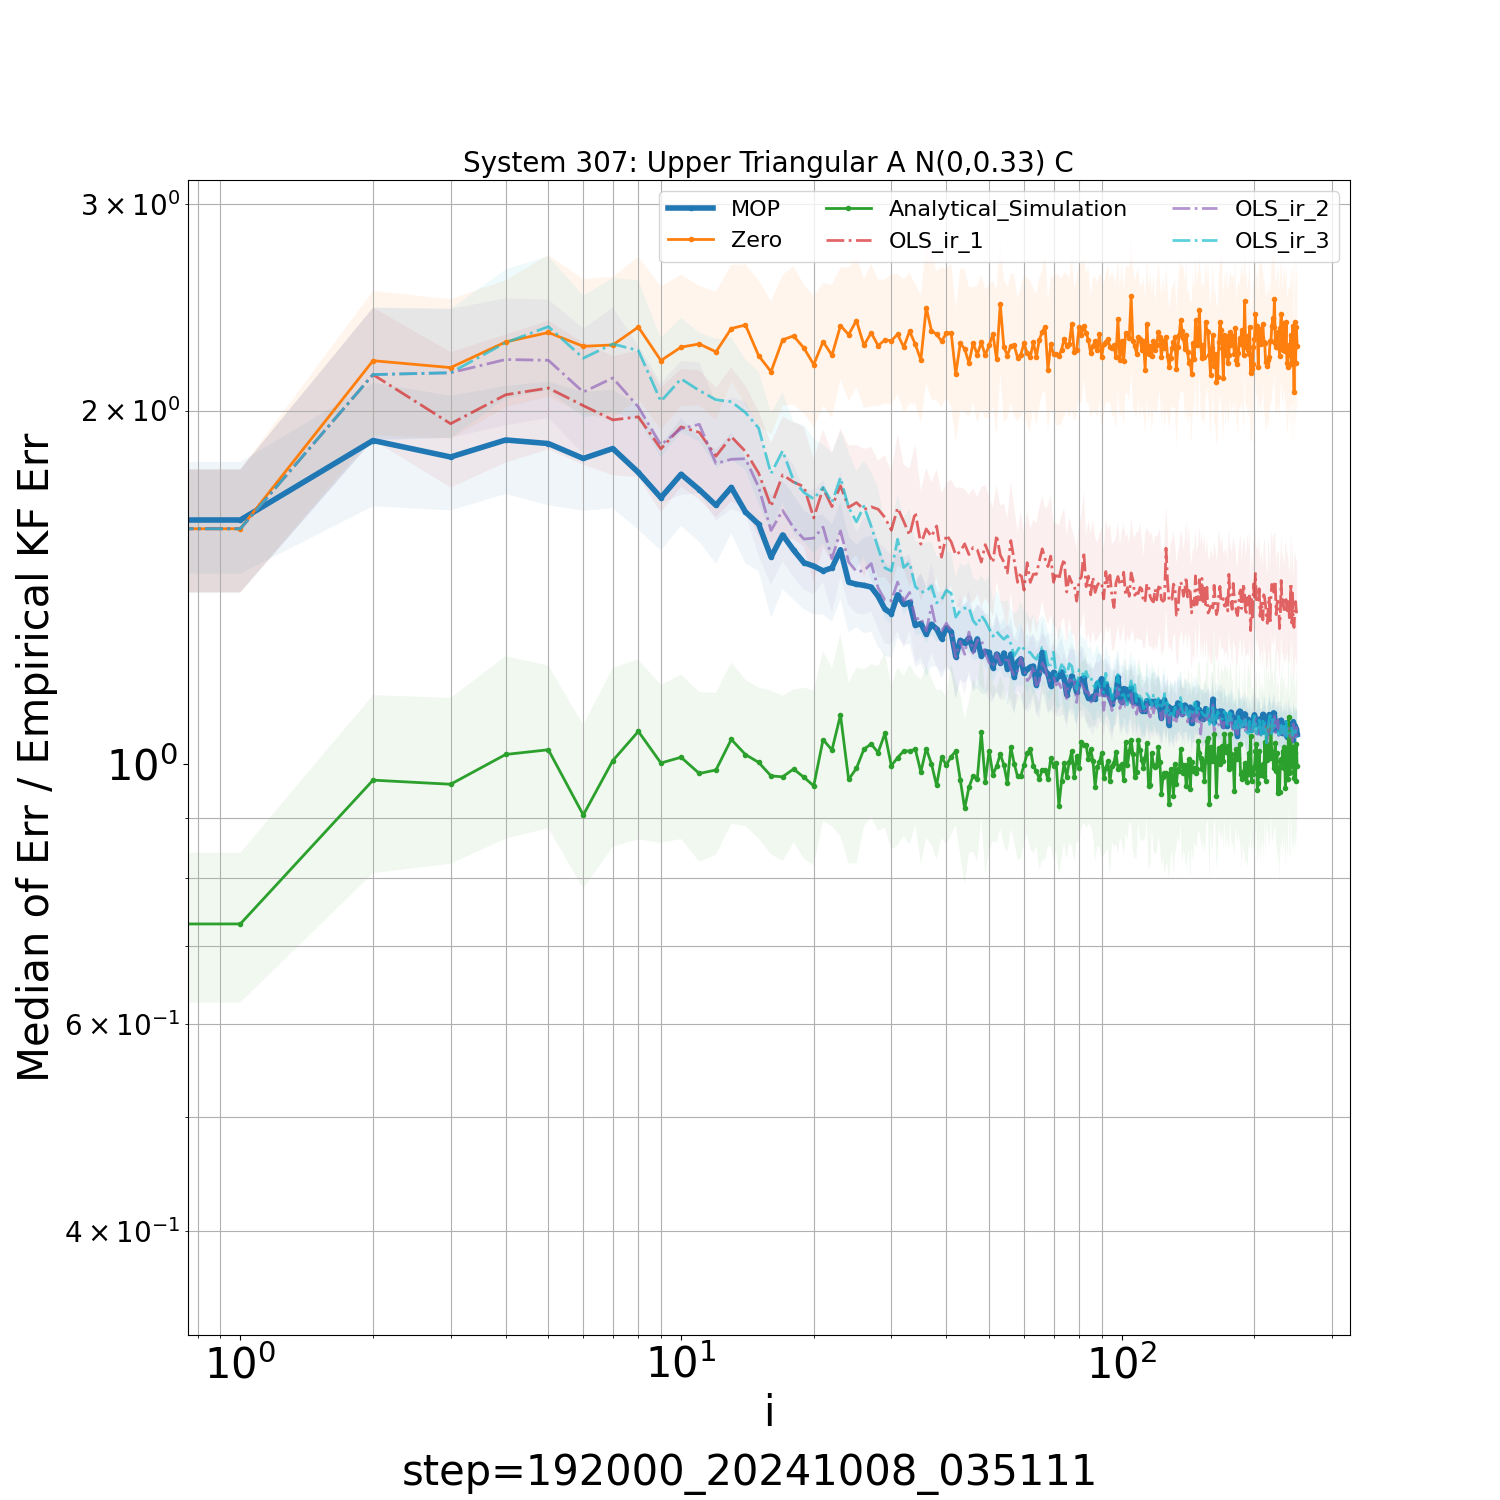 System 307: Upper Triangular A N(0,0.33) C
MOP
Zero
Analytical_Simulation
OLS_ir_1
OLS_ir_2
OLS_ir_3
Median of Err / Empirical KF Err
3 × 10⁰
2 × 10⁰
10⁰
6 × 10⁻¹
4 × 10⁻¹
10⁰ 10¹ 10²
i
step=192000_20241008_035111